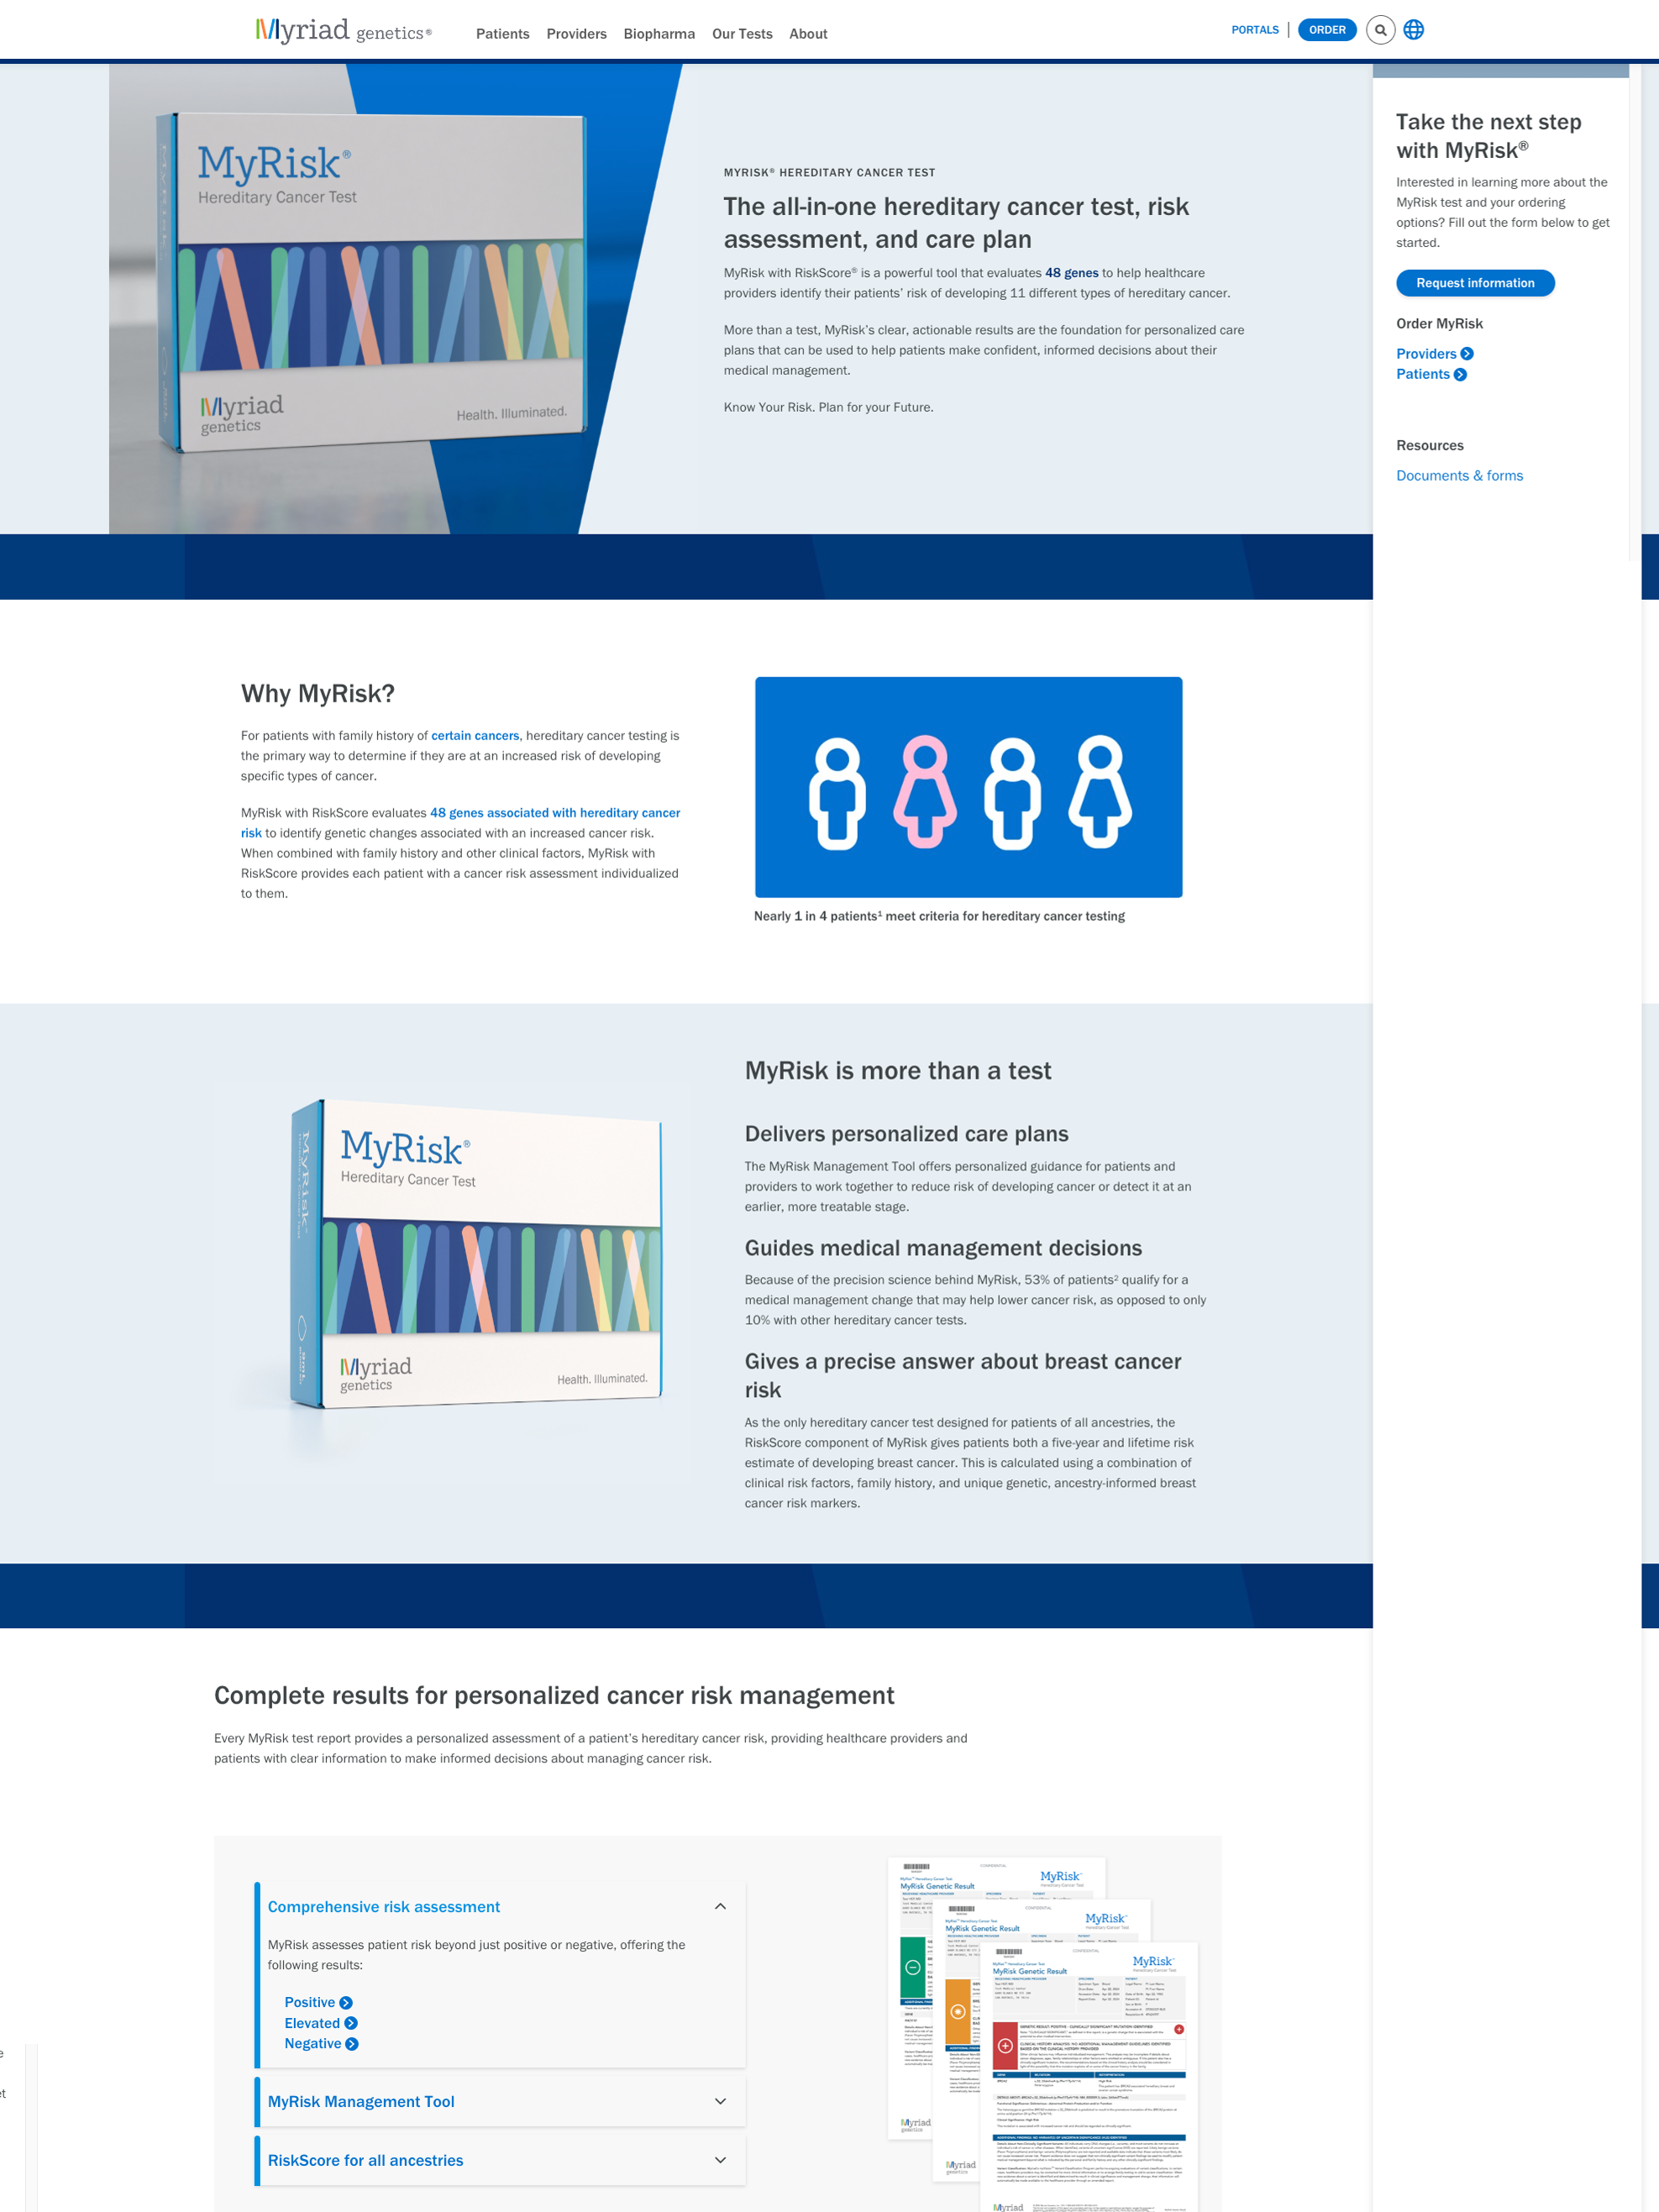 Myriad genetics®
Patients
Providers
Biopharma
Our Tests
About
PORTALS
ORDER
MyRisk®
Hereditary Cancer Test
Myriad
genetics
Health. Illuminated.
MYRISK® HEREDITARY CANCER TEST
The all-in-one hereditary cancer test, risk
assessment, and care plan
MyRisk with RiskScore® is a powerful tool that evaluates 48 genes to help healthcare
providers identify their patients’ risk of developing 11 different types of hereditary cancer.
More than a test, MyRisk’s clear, actionable results are the foundation for personalized care
plans that can be used to help patients make confident, informed decisions about their
medical management.
Know Your Risk. Plan for your Future.
Take the next step
with MyRisk®
Interested in learning more about the
MyRisk test and your ordering
options? Fill out the form below to get
started.
Request information
Order MyRisk
Providers
Patients
Resources
Documents & forms
Why MyRisk?
For patients with family history of certain cancers, hereditary cancer testing is
the primary way to determine if they are at an increased risk of developing
specific types of cancer.
MyRisk with RiskScore evaluates 48 genes associated with hereditary cancer
risk to identify genetic changes associated with an increased cancer risk.
When combined with family history and other clinical factors, MyRisk with
RiskScore provides each patient with a cancer risk assessment individualized
to them.
Nearly 1 in 4 patients¹ meet criteria for hereditary cancer testing
MyRisk®
MyRisk®
Hereditary Cancer Test
Myriad
genetics
Health. Illuminated.
MyRisk is more than a test
Delivers personalized care plans
The MyRisk Management Tool offers personalized guidance for patients and
providers to work together to reduce risk of developing cancer or detect it at an
earlier, more treatable stage.
Guides medical management decisions
Because of the precision science behind MyRisk, 53% of patients² qualify for a
medical management change that may help lower cancer risk, as opposed to only
10% with other hereditary cancer tests.
Gives a precise answer about breast cancer
risk
As the only hereditary cancer test designed for patients of all ancestries, the
RiskScore component of MyRisk gives patients both a five-year and lifetime risk
estimate of developing breast cancer. This is calculated using a combination of
clinical risk factors, family history, and unique genetic, ancestry-informed breast
cancer risk markers.
Complete results for personalized cancer risk management
Every MyRisk test report provides a personalized assessment of a patient’s hereditary cancer risk, providing healthcare providers and
patients with clear information to make informed decisions about managing cancer risk.
Comprehensive risk assessment
MyRisk assesses patient risk beyond just positive or negative, offering the
following results:
Positive
Elevated
Negative
MyRisk Management Tool
RiskScore for all ancestries
CONFIDENTIAL
MyRisk™
Hereditary Cancer Test
MyRisk Genetic Result
CONFIDENTIAL
MyRisk™
Hereditary Cancer Test
MyRisk Genetic Result
CONFIDENTIAL
MyRisk™
Hereditary Cancer Test
MyRisk Genetic Result
Myriad
genetics
Myriad
Myriad